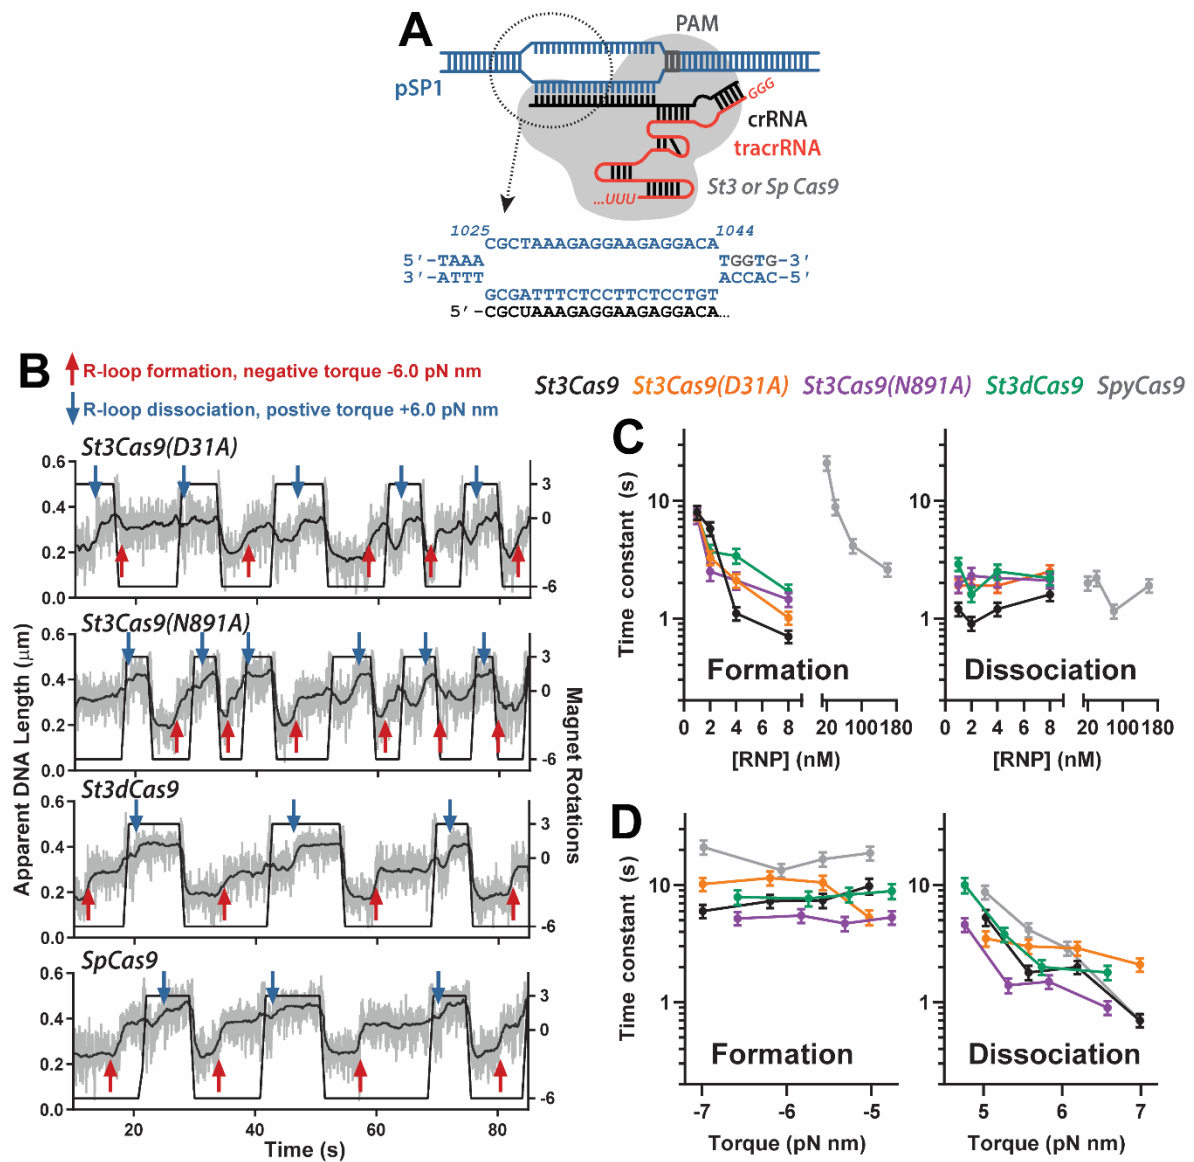 A
PAM
pSP1
GGG
crRNA
tracrRNA
St3 or Sp Cas9
...UUU
1025 1044
CGCTAAAGAGGAAGAGGACA
5'-TAAA TGGTG-3'
3'-ATTT ACCAC-5'
GCGATTTCTCCTTCTCCTGT
5'-CGCUAAAGAGGAAGAGGACA...
B
R-loop formation, negative torque -6.0 pN nm
R-loop dissociation, postive torque +6.0 pN nm
St3Cas9(D31A)
0.6
0.4
0.2
0.0
3
0
-6
St3Cas9(N891A)
0.6
0.4
0.2
0.0
3
0
-6
St3dCas9
0.6
0.4
0.2
0.0
3
0
-6
SpCas9
0.6
0.4
0.2
0.0
3
0
-6
20 40 60 80
Time (s)
Apparent DNA Length (μm)
Magnet Rotations
St3Cas9 St3Cas9(D31A) St3Cas9(N891A) St3dCas9 SpyCas9
C
Time constant (s)
10
1
Formation
0 2 4 6 8 20 100 180
[RNP] (nM)
10
1
Dissociation
0 2 4 6 8 20 100 180
[RNP] (nM)
D
Time constant (s)
10
1
Formation
-7 -6 -5
Torque (pN nm)
10
1
Dissociation
5 6 7
Torque (pN nm)